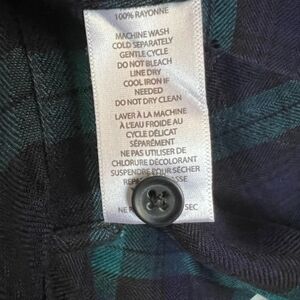 100% RAYONNE
MACHINE WASH
COLD SEPARATELY
GENTLE CYCLE
DO NOT BLEACH
LINE DRY
COOL IRON IF
NEEDED
DO NOT DRY CLEAN
LAVER À LA MACHINE
À L'EAU FROIDE AU
CYCLE DÉLICAT
SÉPARÉMENT
NE PAS UTILISER DE
CHLORURE DÉCOLORANT
SUSPENDRE POUR SÉCHER
NE
SEC